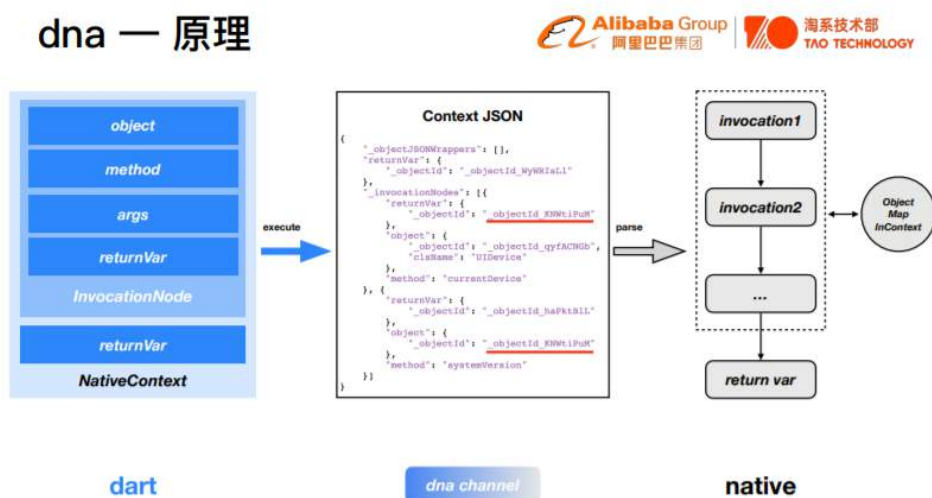 dna — 原理
Alibaba Group
阿里巴巴集团
淘系技术部
TAO TECHNOLOGY
object
method
args
returnVar
InvocationNode
returnVar
NativeContext
execute
Context JSON
{
"_objectJSONWrappers": [],
"returnVar": {
"_objectId": "_objectId_WyWRIaLl"
},
"_invocationNodes": [{
"returnVar": {
"_objectId": "_objectId_KNWtiPuM"
},
"object": {
"_objectId": "_objectId_qyfACNGb",
"clsName": "UIDevice"
},
"method": "currentDevice"
}, {
"returnVar": {
"_objectId": "_objectId_haPktBlL"
},
"object": {
"_objectId": "_objectId_KNWtiPuM"
},
"method": "systemVersion"
}]
}
parse
invocation1
invocation2
...
return var
Object
Map
InContext
dart
dna channel
native